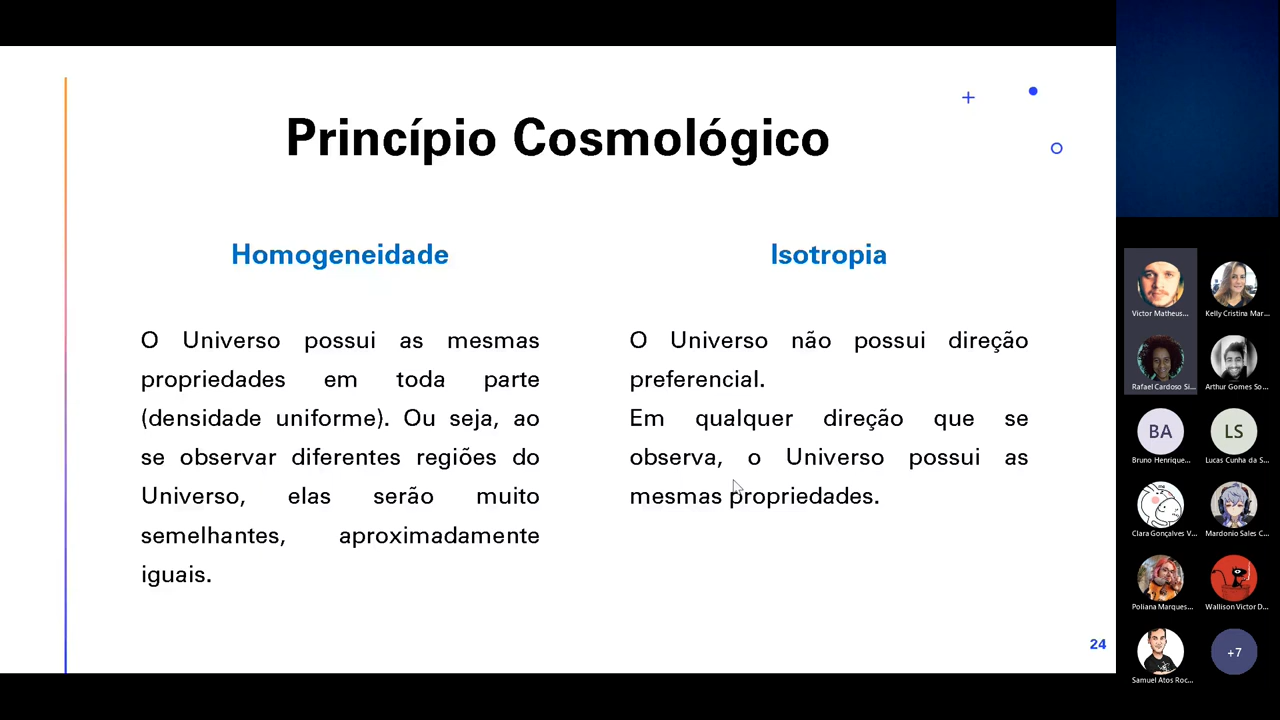 Princípio Cosmológico
Homogeneidade
O Universo possui as mesmas
propriedades em toda parte
(densidade uniforme). Ou seja, ao
se observar diferentes regiões do
Universo, elas serão muito
semelhantes, aproximadamente
iguais.
Isotropia
O Universo não possui direção
preferencial.
Em qualquer direção que se
observa, o Universo possui as
mesmas propriedades.
24
Victor Matheus...
Kelly Cristina Mar...
Rafael Cardoso Si...
Arthur Gomes So...
BA
Bruno Henrique...
LS
Lucas Cunha da S...
Clara Gonçalves V...
Mardonio Sales C...
Poliana Marques...
Wallison Victor D...
Samuel Atos Roc...
+7